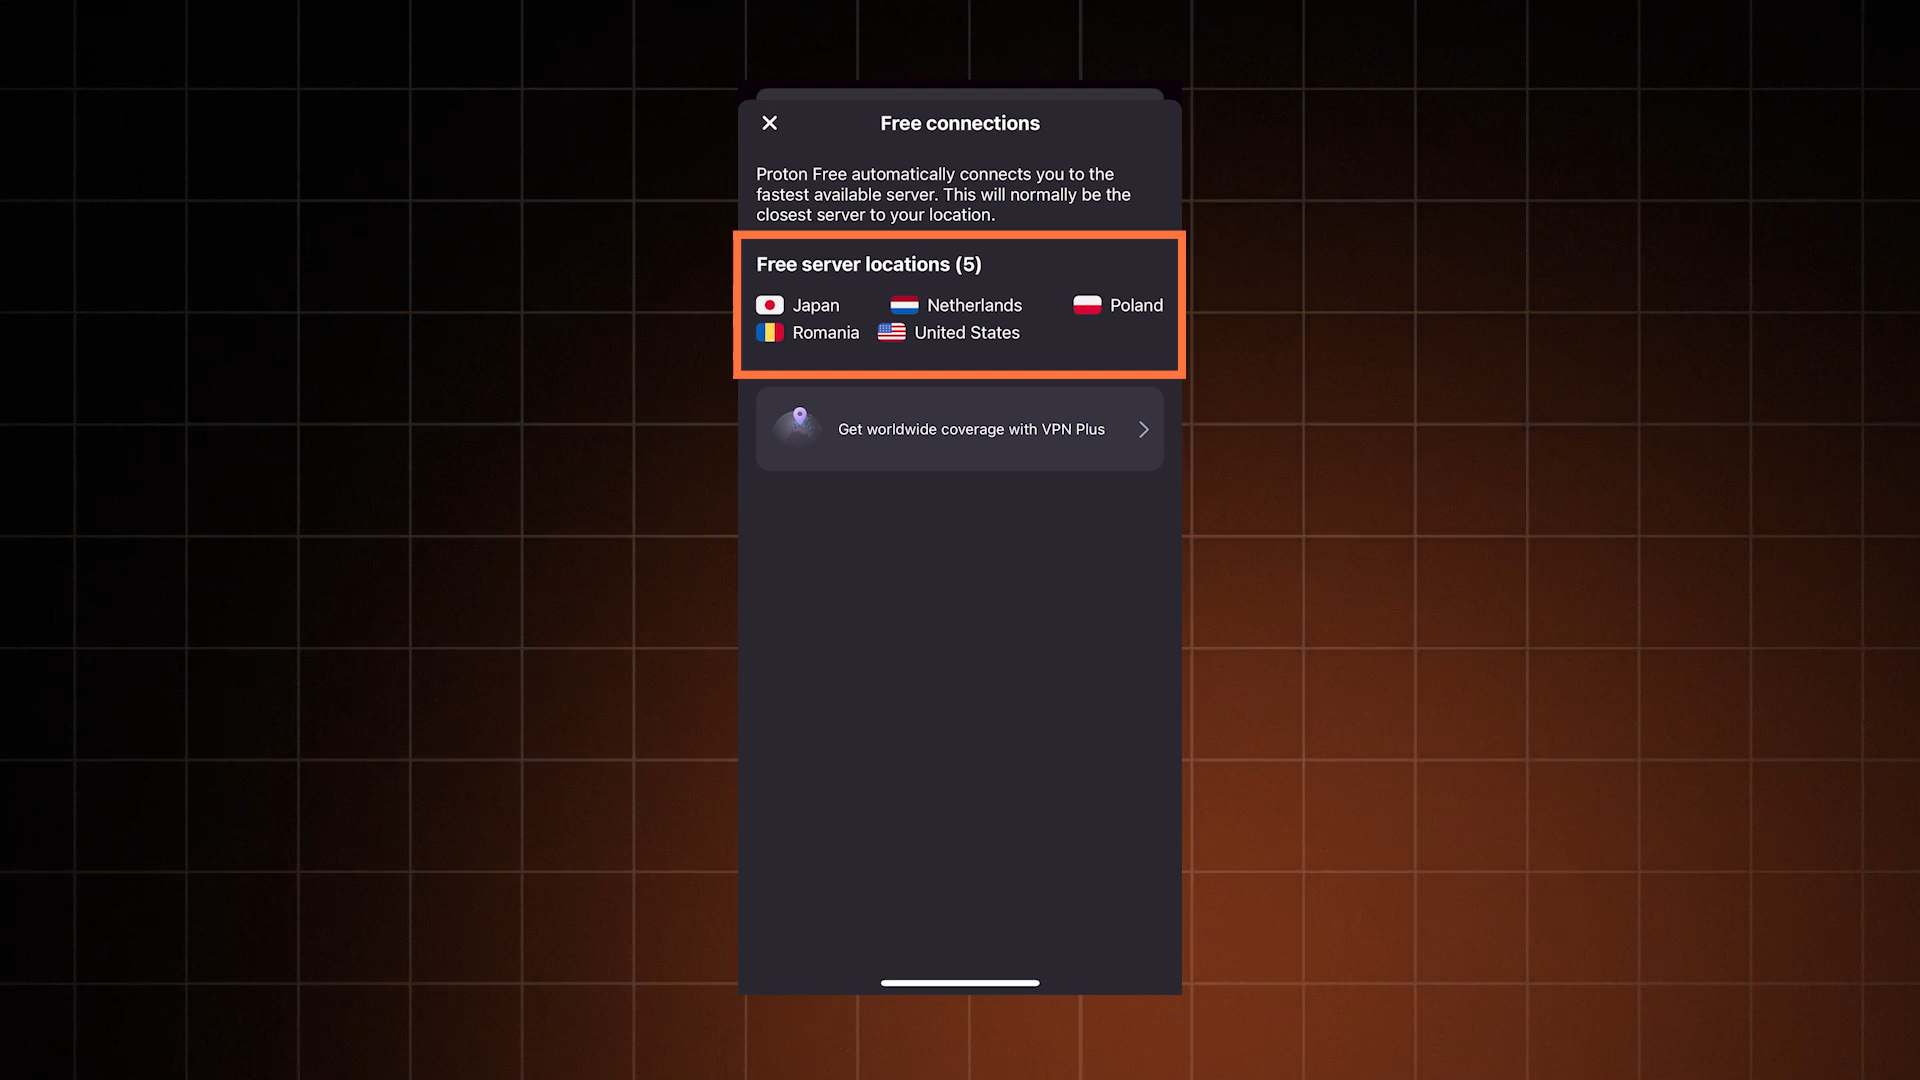 Free connections
Proton Free automatically connects you to the
fastest available server. This will normally be the
closest server to your location.
Free server locations (5)
Japan Netherlands Poland
Romania United States
Get worldwide coverage with VPN Plus